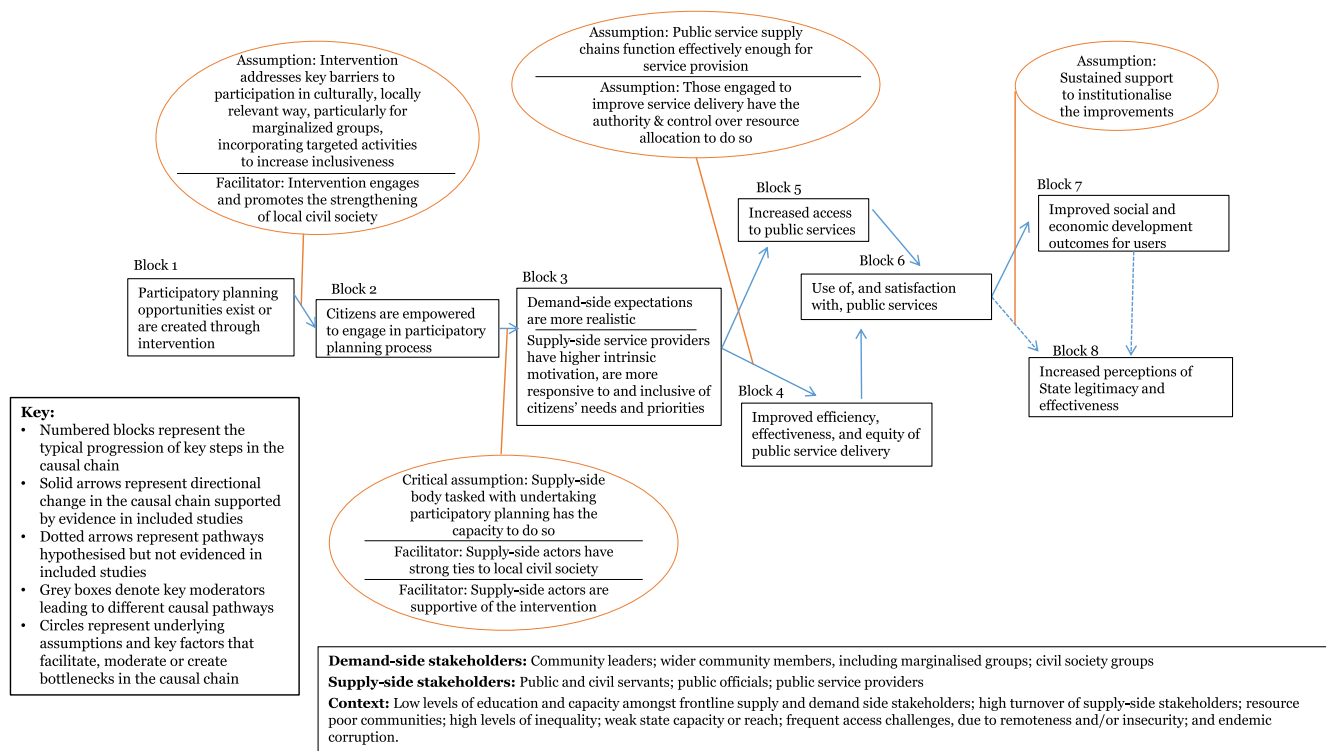 Assumption: Intervention
addresses key barriers to
participation in culturally, locally
relevant way, particularly for
marginalized groups,
incorporating targeted activities
to increase inclusiveness
Facilitator: Intervention engages
and promotes the strengthening
of local civil society
Assumption: Public service supply
chains function effectively enough for
service provision
Assumption: Those engaged to
improve service delivery have the
authority & control over resource
allocation to do so
Assumption:
Sustained support
to institutionalise
the improvements
Block 1
Participatory planning
opportunities exist or
are created through
intervention
Block 2
Citizens are empowered
to engage in participatory
planning process
Block 3
Demand-side expectations
are more realistic
Supply-side service providers
have higher intrinsic
motivation, are more
responsive to and inclusive of
citizens' needs and priorities
Block 5
Increased access
to public services
Block 4
Improved efficiency,
effectiveness, and equity of
public service delivery
Block 6
Use of, and satisfaction
with, public services
Block 7
Improved social and
economic development
outcomes for users
Block 8
Increased perceptions of
State legitimacy and
effectiveness
Critical assumption: Supply-side
body tasked with undertaking
participatory planning has the
capacity to do so
Facilitator: Supply-side actors have
strong ties to local civil society
Facilitator: Supply-side actors are
supportive of the intervention
Key:
• Numbered blocks represent the
typical progression of key steps in the
causal chain
• Solid arrows represent directional
change in the causal chain supported
by evidence in included studies
• Dotted arrows represent pathways
hypothesised but not evidenced in
included studies
• Grey boxes denote key moderators
leading to different causal pathways
• Circles represent underlying
assumptions and key factors that
facilitate, moderate or create
bottlenecks in the causal chain
Demand-side stakeholders: Community leaders; wider community members, including marginalised groups; civil society groups
Supply-side stakeholders: Public and civil servants; public officials; public service providers
Context: Low levels of education and capacity amongst frontline supply and demand side stakeholders; high turnover of supply-side stakeholders; resource
poor communities; high levels of inequality; weak state capacity or reach; frequent access challenges, due to remoteness and/or insecurity; and endemic
corruption.